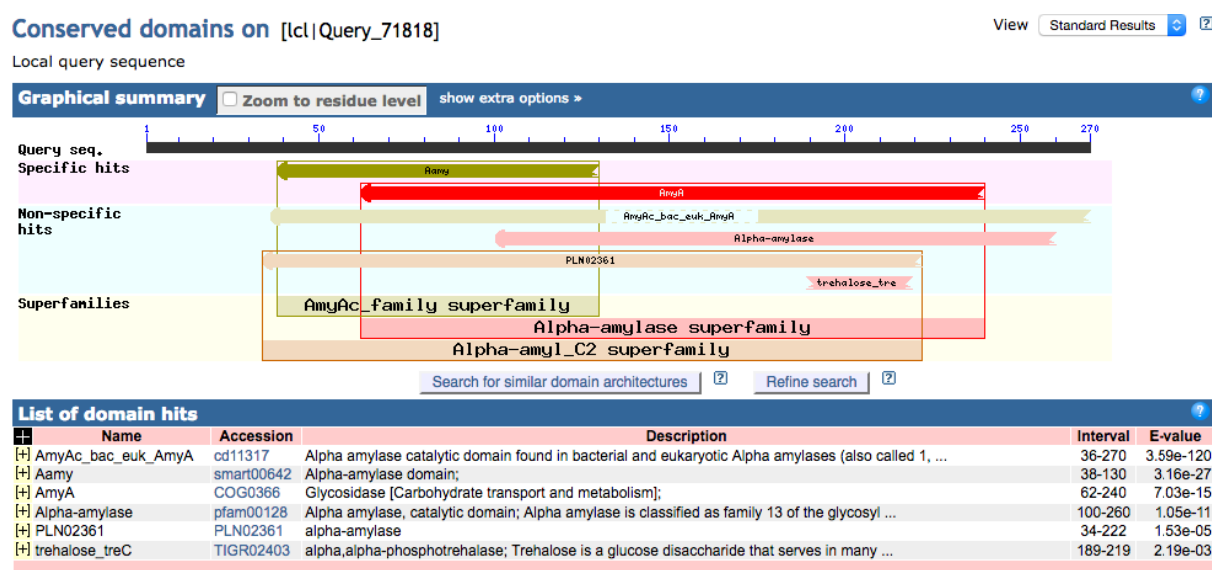 Conserved domains on [lcl|Query_71818]
View Standard Results ?
Local query sequence
Graphical summary Zoom to residue level show extra options » ?
1 50 100 150 200 250 270
Query seq.
Specific hits
Aamy
AmyA
Non-specific
hits
AmyAc_bac_euk_AmyA
Alpha-amylase
PLN02361
trehalose_tre
Superfamilies
AmyAc_family superfamily
Alpha-amylase superfamily
Alpha-amyl_C2 superfamily
Search for similar domain architectures ? Refine search ?
List of domain hits ?
+ Name Accession Description Interval E-value
[+] AmyAc_bac_euk_AmyA cd11317 Alpha amylase catalytic domain found in bacterial and eukaryotic Alpha amylases (also called 1, ... 36-270 3.59e-120
[+] Aamy smart00642 Alpha-amylase domain; 38-130 3.16e-27
[+] AmyA COG0366 Glycosidase [Carbohydrate transport and metabolism]; 62-240 7.03e-15
[+] Alpha-amylase pfam00128 Alpha amylase, catalytic domain; Alpha amylase is classified as family 13 of the glycosyl ... 100-260 1.05e-11
[+] PLN02361 PLN02361 alpha-amylase 34-222 1.53e-05
[+] trehalose_treC TIGR02403 alpha,alpha-phosphotrehalase; Trehalose is a glucose disaccharide that serves in many ... 189-219 2.19e-03